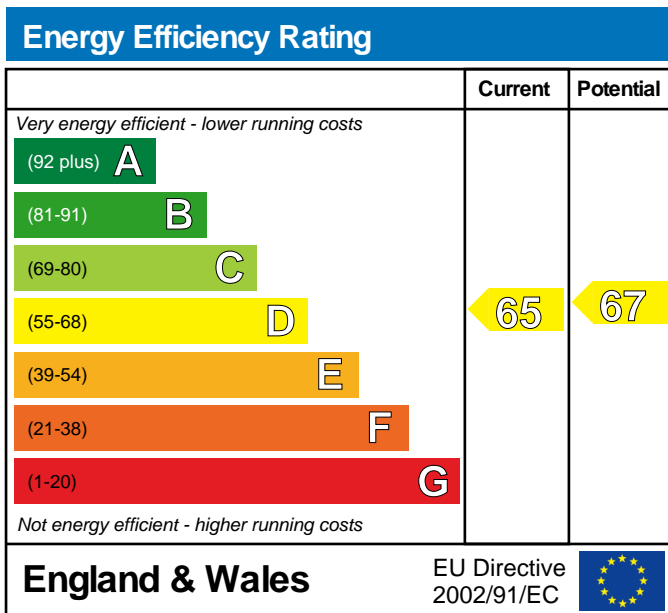 Energy Efficiency Rating
Current Potential
Very energy efficient - lower running costs
(92 plus) A
(81-91) B
(69-80) C
(55-68) D
65 67
(39-54) E
(21-38) F
(1-20) G
Not energy efficient - higher running costs
England & Wales
EU Directive
2002/91/EC